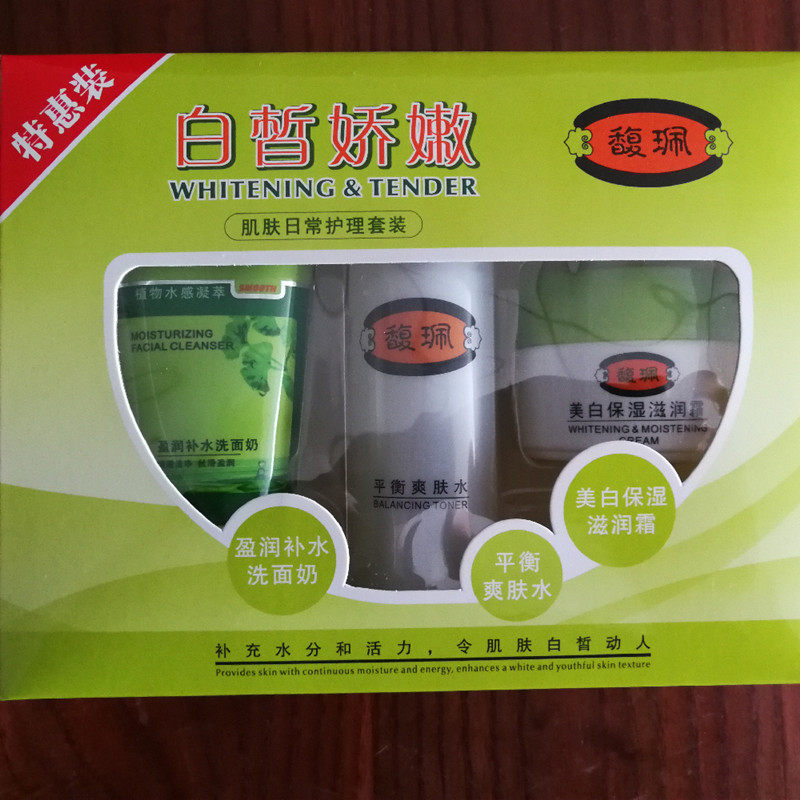 特惠装
白皙娇嫩
WHITENING & TENDER
肌肤日常护理套装
馥珮
植物水感凝萃
SMOOTH
MOISTURIZING
FACIAL CLEANSER
盈润补水洗面奶
馥珮
平衡爽肤水
BALANCING TONER
馥珮
美白保湿滋润霜
WHITENING & MOISTENING
CREAM
盈润补水
洗面奶
平衡
爽肤水
美白保湿
滋润霜
补充水分和活力，令肌肤白皙动人
Provides skin with continuous moisture and energy, enhances a white and youthful skin texture